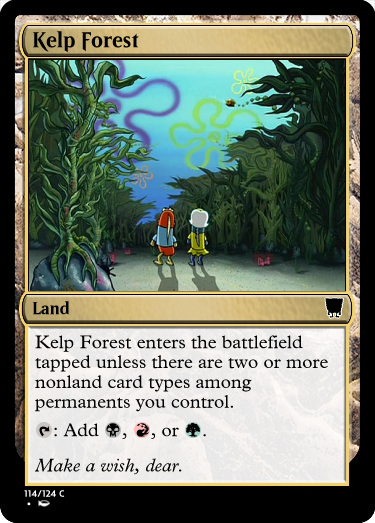 Kelp Forest
Land
Kelp Forest enters the battlefield
tapped unless there are two or more
nonland card types among
permanents you control.
: Add , , or .
Make a wish, dear.
114/124 C